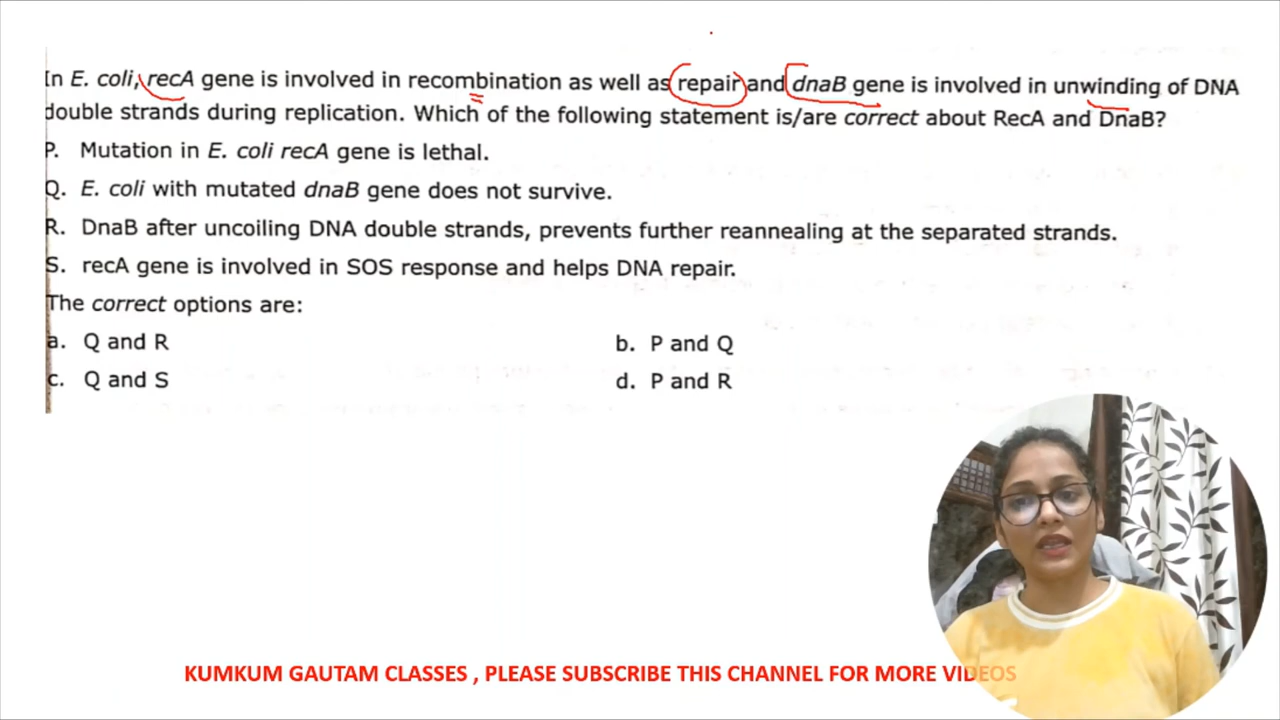 In E. coli, recA gene is involved in recombination as well as repair and dnaB gene is involved in unwinding of DNA
double strands during replication. Which of the following statement is/are correct about RecA and DnaB?
P. Mutation in E. coli recA gene is lethal.
Q. E. coli with mutated dnaB gene does not survive.
R. DnaB after uncoiling DNA double strands, prevents further reannealing at the separated strands.
S. recA gene is involved in SOS response and helps DNA repair.
The correct options are:
a. Q and R b. P and Q
c. Q and S d. P and R
KUMKUM GAUTAM CLASSES , PLEASE SUBSCRIBE THIS CHANNEL FOR MORE VIDEOS